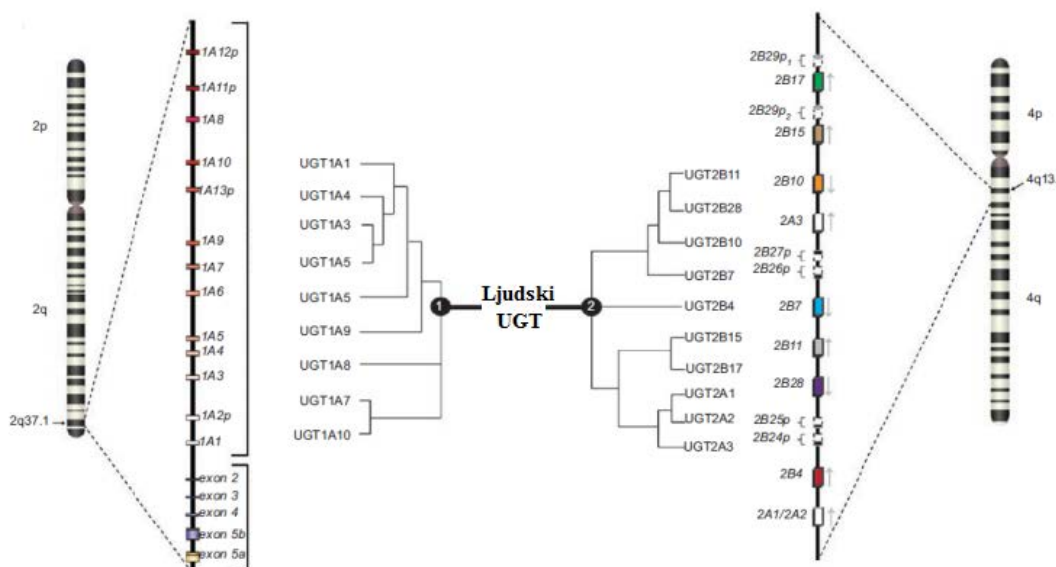 2p
2q
2q37.1
1A12p
1A11p
1A8
1A10
1A13p
1A9
1A7
1A6
1A5
1A4
1A3
1A2p
1A1
exon 2
exon 3
exon 4
exon 5b
exon 5a
UGT1A1
UGT1A4
UGT1A3
UGT1A5
UGT1A5
UGT1A9
UGT1A8
UGT1A7
UGT1A10
1
Ljudski
UGT
2
UGT2B11
UGT2B28
UGT2B10
UGT2B7
UGT2B4
UGT2B15
UGT2B17
UGT2A1
UGT2A2
UGT2A3
2B29p1
2B17
2B29p2
2B15
2B10
2A3
2B27p
2B26p
2B7
2B11
2B28
2B25p
2B24p
2B4
2A1/2A2
4p
4q13
4q